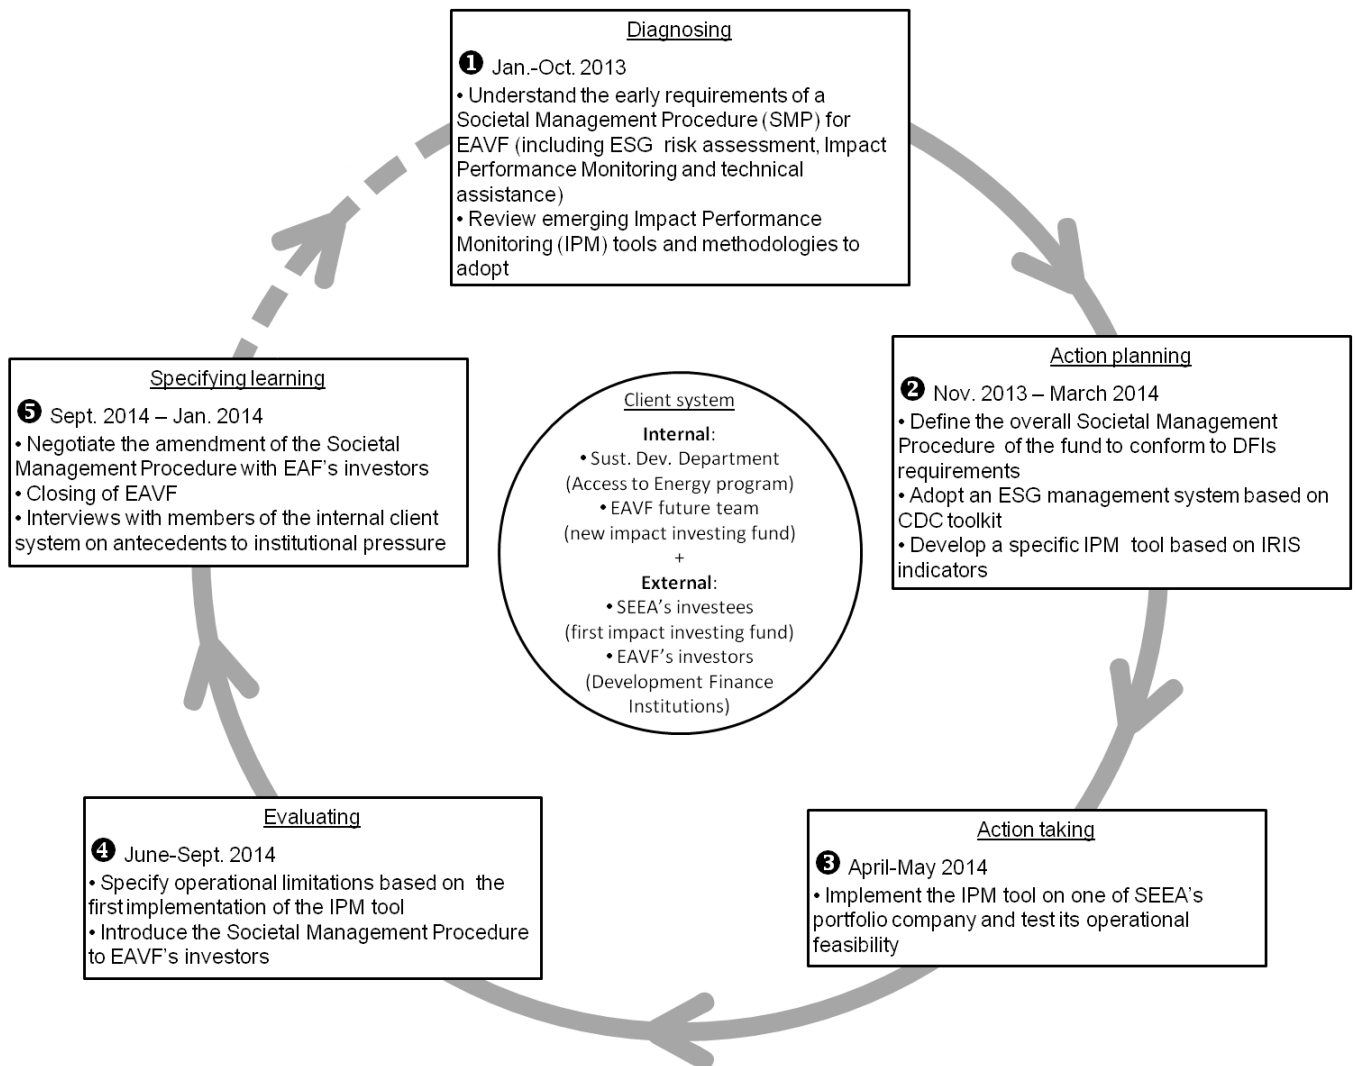 Diagnosing
❶ Jan.-Oct. 2013
• Understand the early requirements of a
Societal Management Procedure (SMP) for
EAVF (including ESG risk assessment, Impact
Performance Monitoring and technical
assistance)
• Review emerging Impact Performance
Monitoring (IPM) tools and methodologies to
adopt
Action planning
❷ Nov. 2013 – March 2014
• Define the overall Societal Management
Procedure of the fund to conform to DFIs
requirements
• Adopt an ESG management system based on
CDC toolkit
• Develop a specific IPM tool based on IRIS
indicators
Action taking
❸ April-May 2014
• Implement the IPM tool on one of SEEA's
portfolio company and test its operational
feasibility
Evaluating
❹ June-Sept. 2014
• Specify operational limitations based on the
first implementation of the IPM tool
• Introduce the Societal Management Procedure
to EAVF's investors
Specifying learning
❺ Sept. 2014 – Jan. 2014
• Negotiate the amendment of the Societal
Management Procedure with EAF's investors
• Closing of EAVF
• Interviews with members of the internal client
system on antecedents to institutional pressure
Client system
Internal:
• Sust. Dev. Department
(Access to Energy program)
• EAVF future team
(new impact investing fund)
+
External:
• SEEA's investees
(first impact investing fund)
• EAVF's investors
(Development Finance
Institutions)